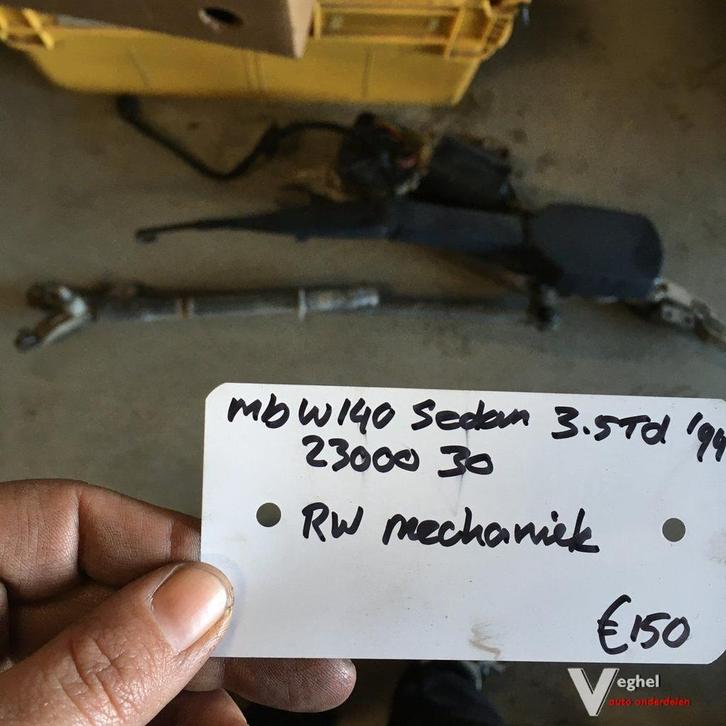 MB W140 Sedan 3.5TD '94
23000 30
RW mechaniek
€150
Veghel
auto onderdelen